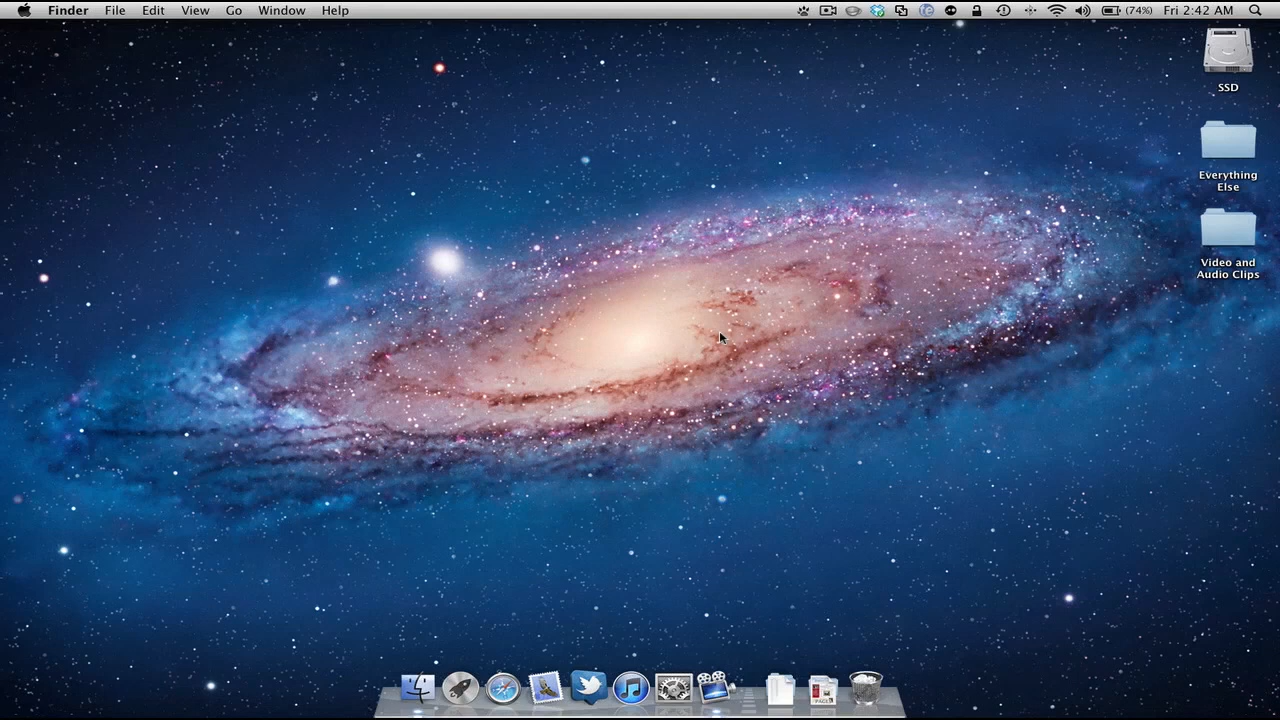 Finder File Edit View Go Window Help (74%) Fri 2:42 AM
SSD
Everything
Else
Video and
Audio Clips